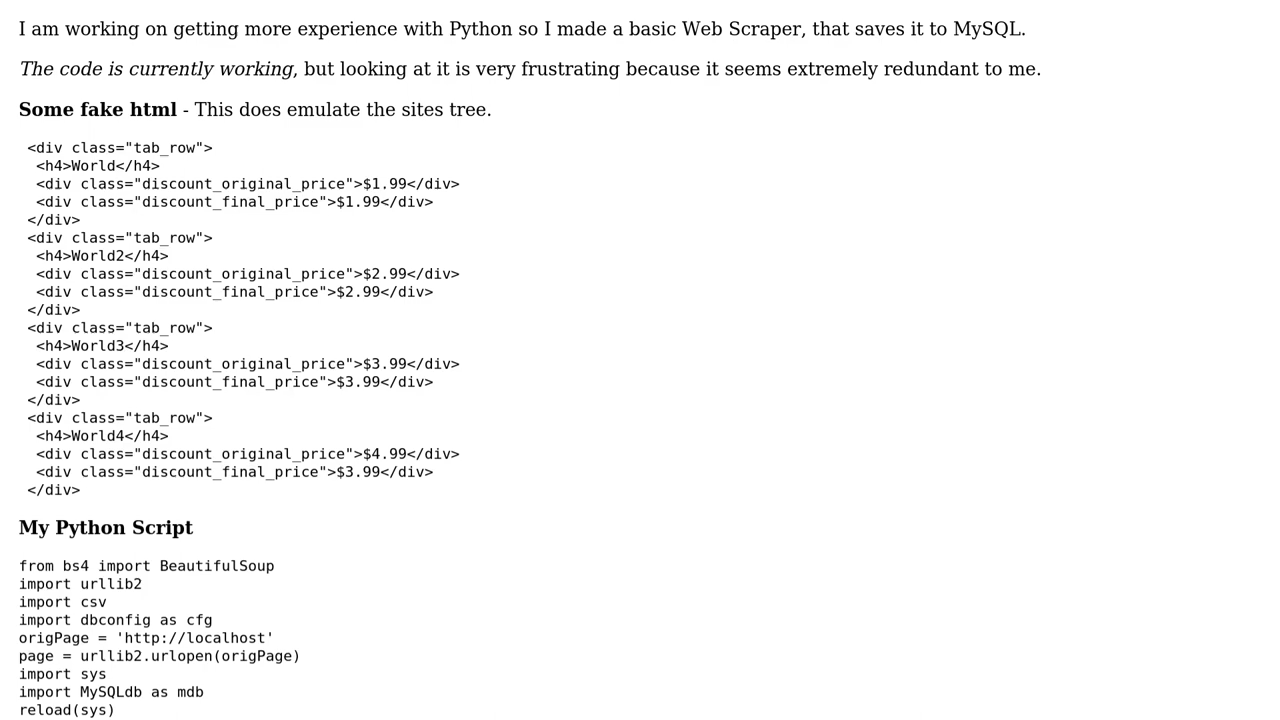 I am working on getting more experience with Python so I made a basic Web Scraper, that saves it to MySQL.
The code is currently working, but looking at it is very frustrating because it seems extremely redundant to me.
Some fake html - This does emulate the sites tree.
<div class="tab_row">
<h4>World</h4>
<div class="discount_original_price">$1.99</div>
<div class="discount_final_price">$1.99</div>
</div>
<div class="tab_row">
<h4>World2</h4>
<div class="discount_original_price">$2.99</div>
<div class="discount_final_price">$2.99</div>
</div>
<div class="tab_row">
<h4>World3</h4>
<div class="discount_original_price">$3.99</div>
<div class="discount_final_price">$3.99</div>
</div>
<div class="tab_row">
<h4>World4</h4>
<div class="discount_original_price">$4.99</div>
<div class="discount_final_price">$3.99</div>
</div>
My Python Script
from bs4 import BeautifulSoup
import urllib2
import csv
import dbconfig as cfg
origPage = 'http://localhost'
page = urllib2.urlopen(origPage)
import sys
import MySQLdb as mdb
reload(sys)